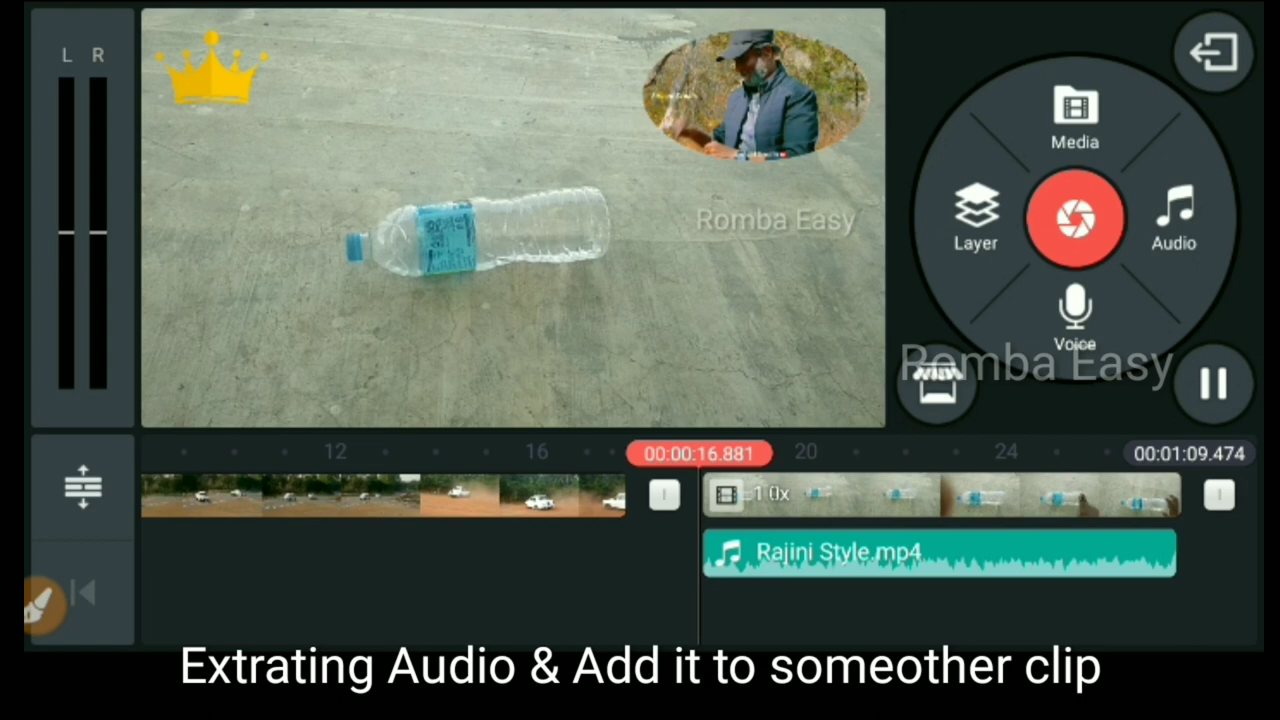 L R
Romba Easy
Media
Layer
Audio
Voice
Romba Easy
12
16
00:00:16.881
20
24
00:01:09.474
1.0x
Rajini Style.mp4
Extrating Audio & Add it to someother clip